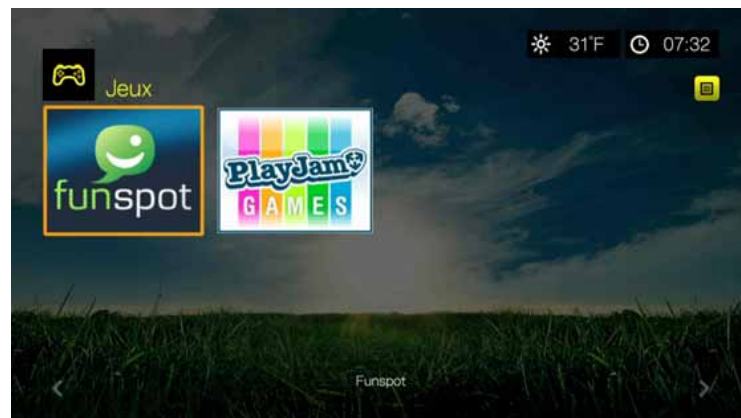 31°F 07:32
Jeux
funspot
PlayJam
GAMES
Funspot